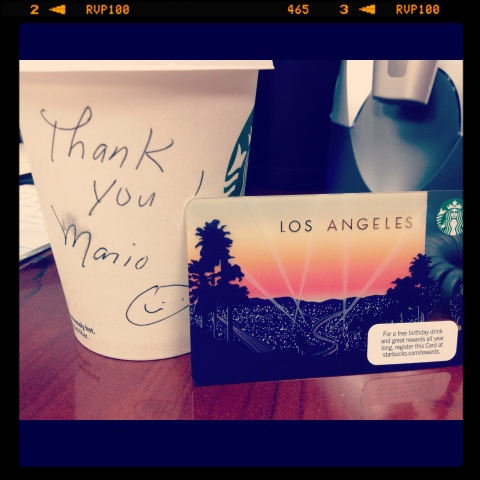 2 RVP100 465 3 RVP100
Thank
you !
Mario
LOS ANGELES
For a free birthday drink
and great rewards all year
long, register this Card at
starbucks.com/rewards.